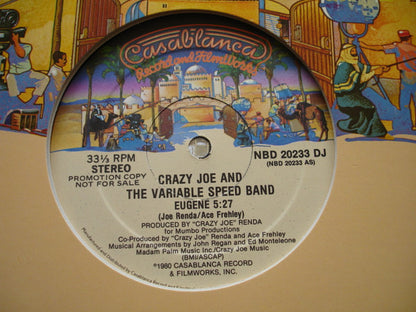 Casablanca
Record and FilmWorks
33⅓ RPM
STEREO
PROMOTION COPY
NOT FOR SALE
NBD 20233 DJ
(NBD 20233 AS)
CRAZY JOE AND
THE VARIABLE SPEED BAND
EUGENE 5:27
(Joe Renda/Ace Frehley)
PRODUCED BY "CRAZY JOE" RENDA
for Mumbo Productions
Co-Produced by "Crazy Joe" Renda and Ace Frehley
Musical Arrangements by John Regan and Ed Monteleone
Madam Palm Music Inc./Crazy Joe Music
(BMI/ASCAP)
℗1980 CASABLANCA RECORD
& FILMWORKS, INC.